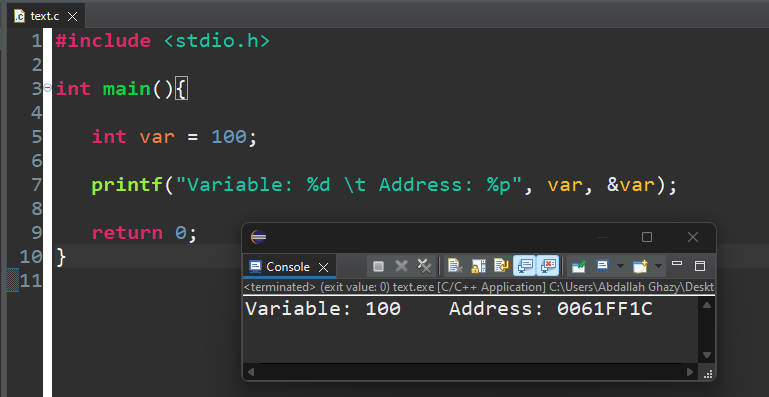 text.c
1 #include <stdio.h>
2
3 int main(){
4
5 int var = 100;
6
7 printf("Variable: %d \t Address: %p", var, &var);
8
9 return 0;
10 }
11
Console
<terminated> (exit value: 0) text.exe [C/C++ Application] C:\Users\Abdallah Ghazy\Deskt
Variable: 100 Address: 0061FF1C